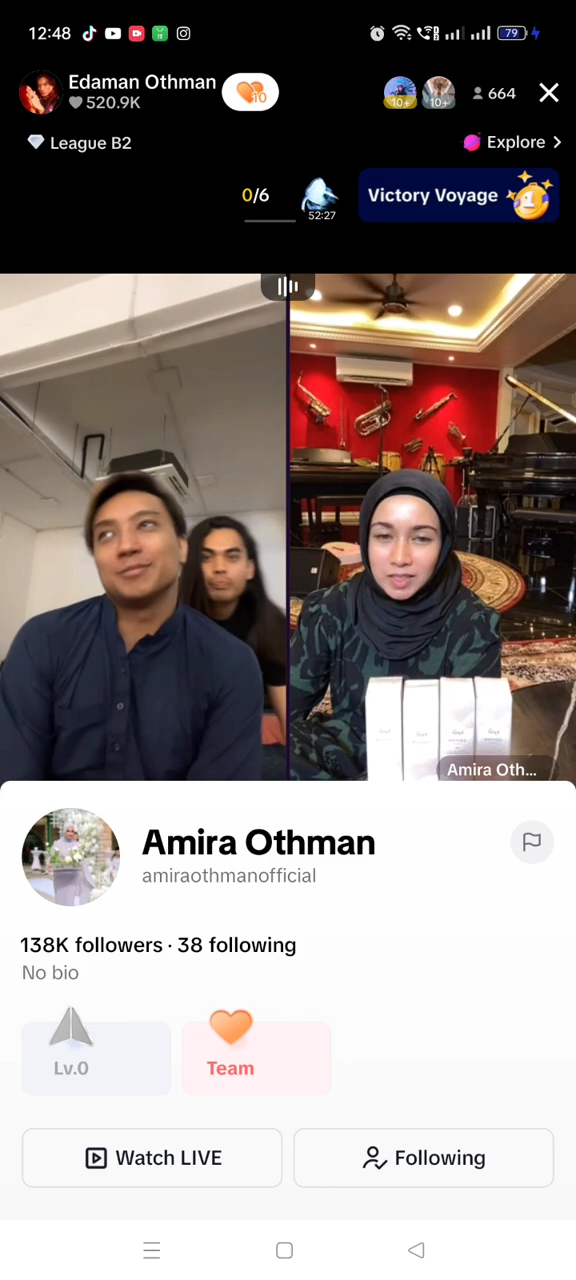 12:48
79
Edaman Othman
520.9K
10
10+
10+
664
League B2
Explore
0/6
52:27
Victory Voyage
1
Amira Oth...
Amira Othman
amiraothmanofficial
138K followers · 38 following
No bio
Lv.0
Team
Watch LIVE
Following